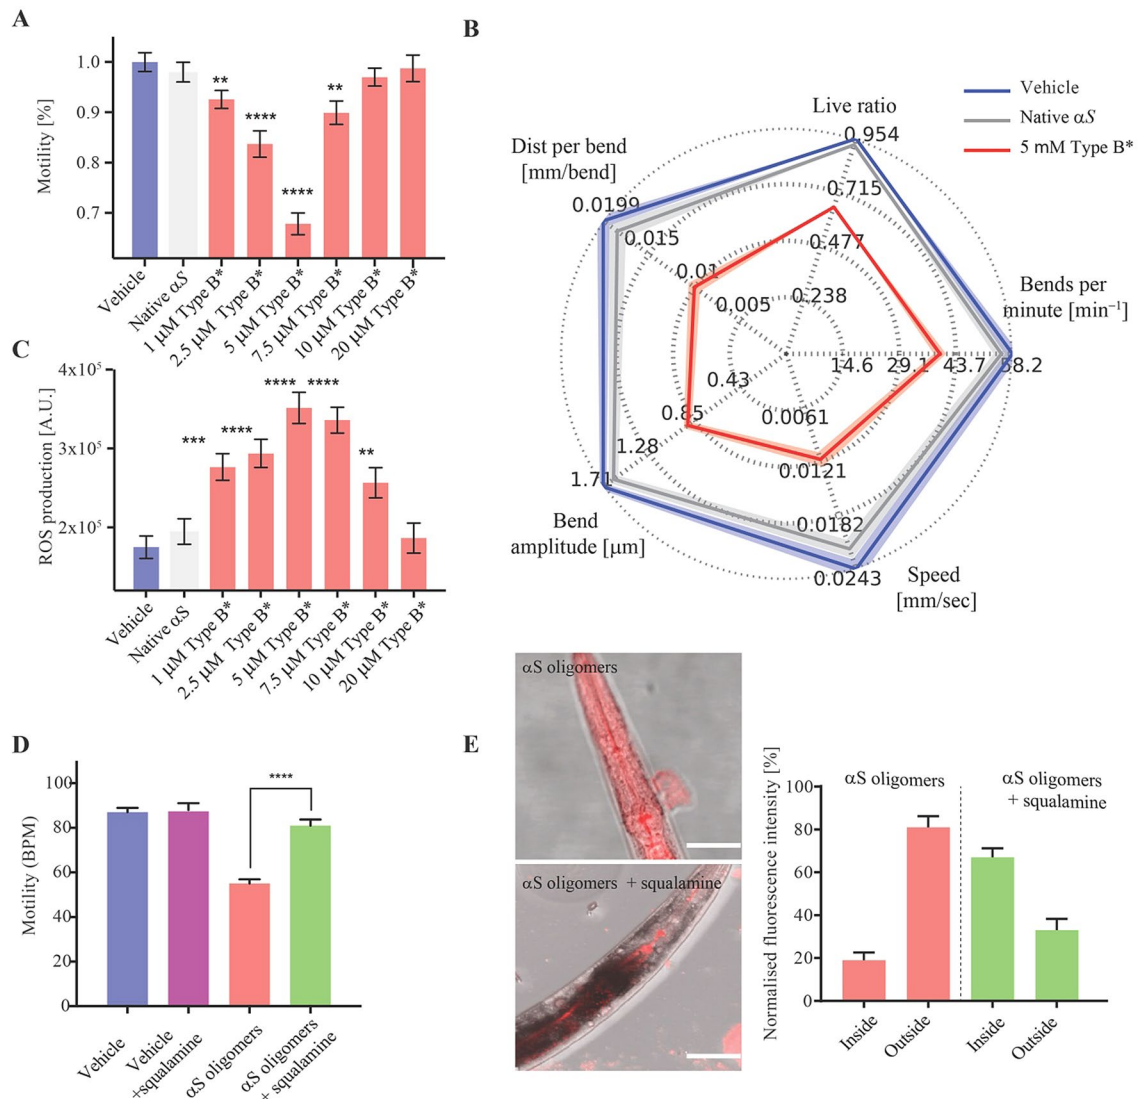 A
Motility [%]
1.0
0.9
0.8
0.7
**
****
****
**
Vehicle
Native αS
1 μM Type B*
2.5 μM Type B*
5 μM Type B*
7.5 μM Type B*
10 μM Type B*
20 μM Type B*
B
Vehicle
Native αS
5 mM Type B*
Live ratio
0.954
0.715
0.477
0.238
Dist per bend
[mm/bend]
0.0199
0.015
0.01
0.005
Bends per
minute [min⁻¹]
14.6
29.1
43.7
58.2
0.43
0.85
1.28
1.71
Bend
amplitude [μm]
0.0061
0.0121
0.0182
0.0243
Speed
[mm/sec]
C
ROS production [A.U.]
4x10⁵
3x10⁵
2x10⁵
***
****
****
****
**
Vehicle
Native αS
1 μM Type B*
2.5 μM Type B*
5 μM Type B*
7.5 μM Type B*
10 μM Type B*
20 μM Type B*
D
Motility (BPM)
100
80
60
40
20
0
****
Vehicle
Vehicle
+squalamine
αS oligomers
αS oligomers
+ squalamine
E
αS oligomers
αS oligomers + squalamine
Normalised fluorescence intensity [%]
100
80
60
40
20
0
αS oligomers
αS oligomers
+ squalamine
Inside
Outside
Inside
Outside